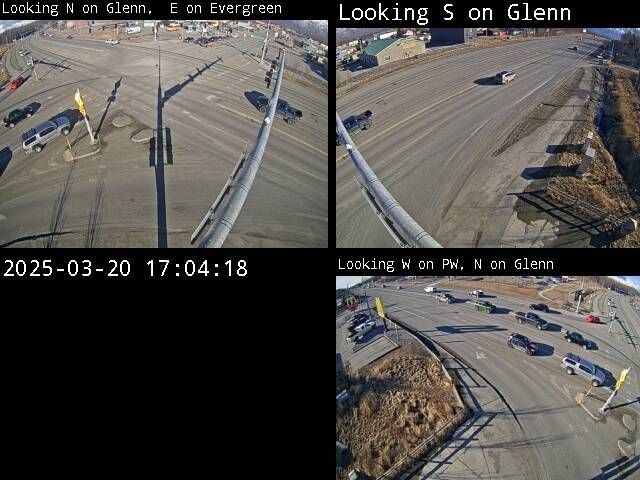 Looking N on Glenn,  E on Evergreen
Looking S on Glenn
2025-03-20 17:04:18
Looking W on PW, N on Glenn